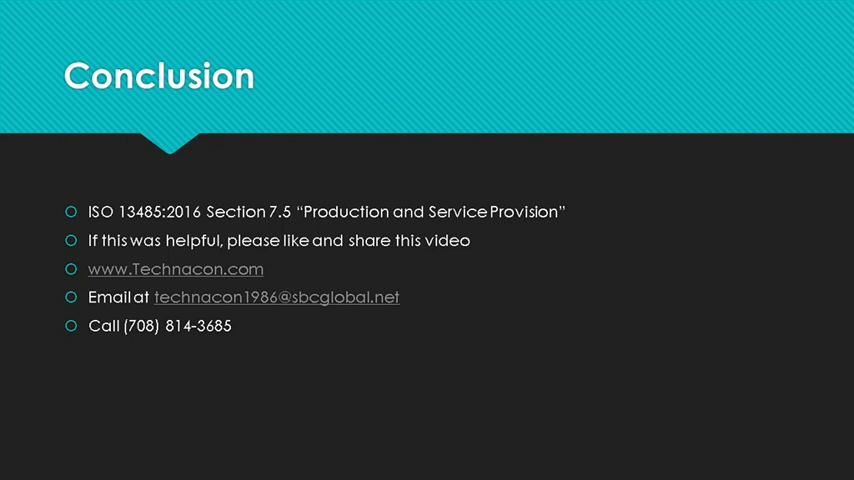 Conclusion
ISO 13485:2016 Section 7.5 “Production and Service Provision”
If this was helpful, please like and share this video
www.Technacon.com
Email at technacon1986@sbcglobal.net
Call (708) 814-3685